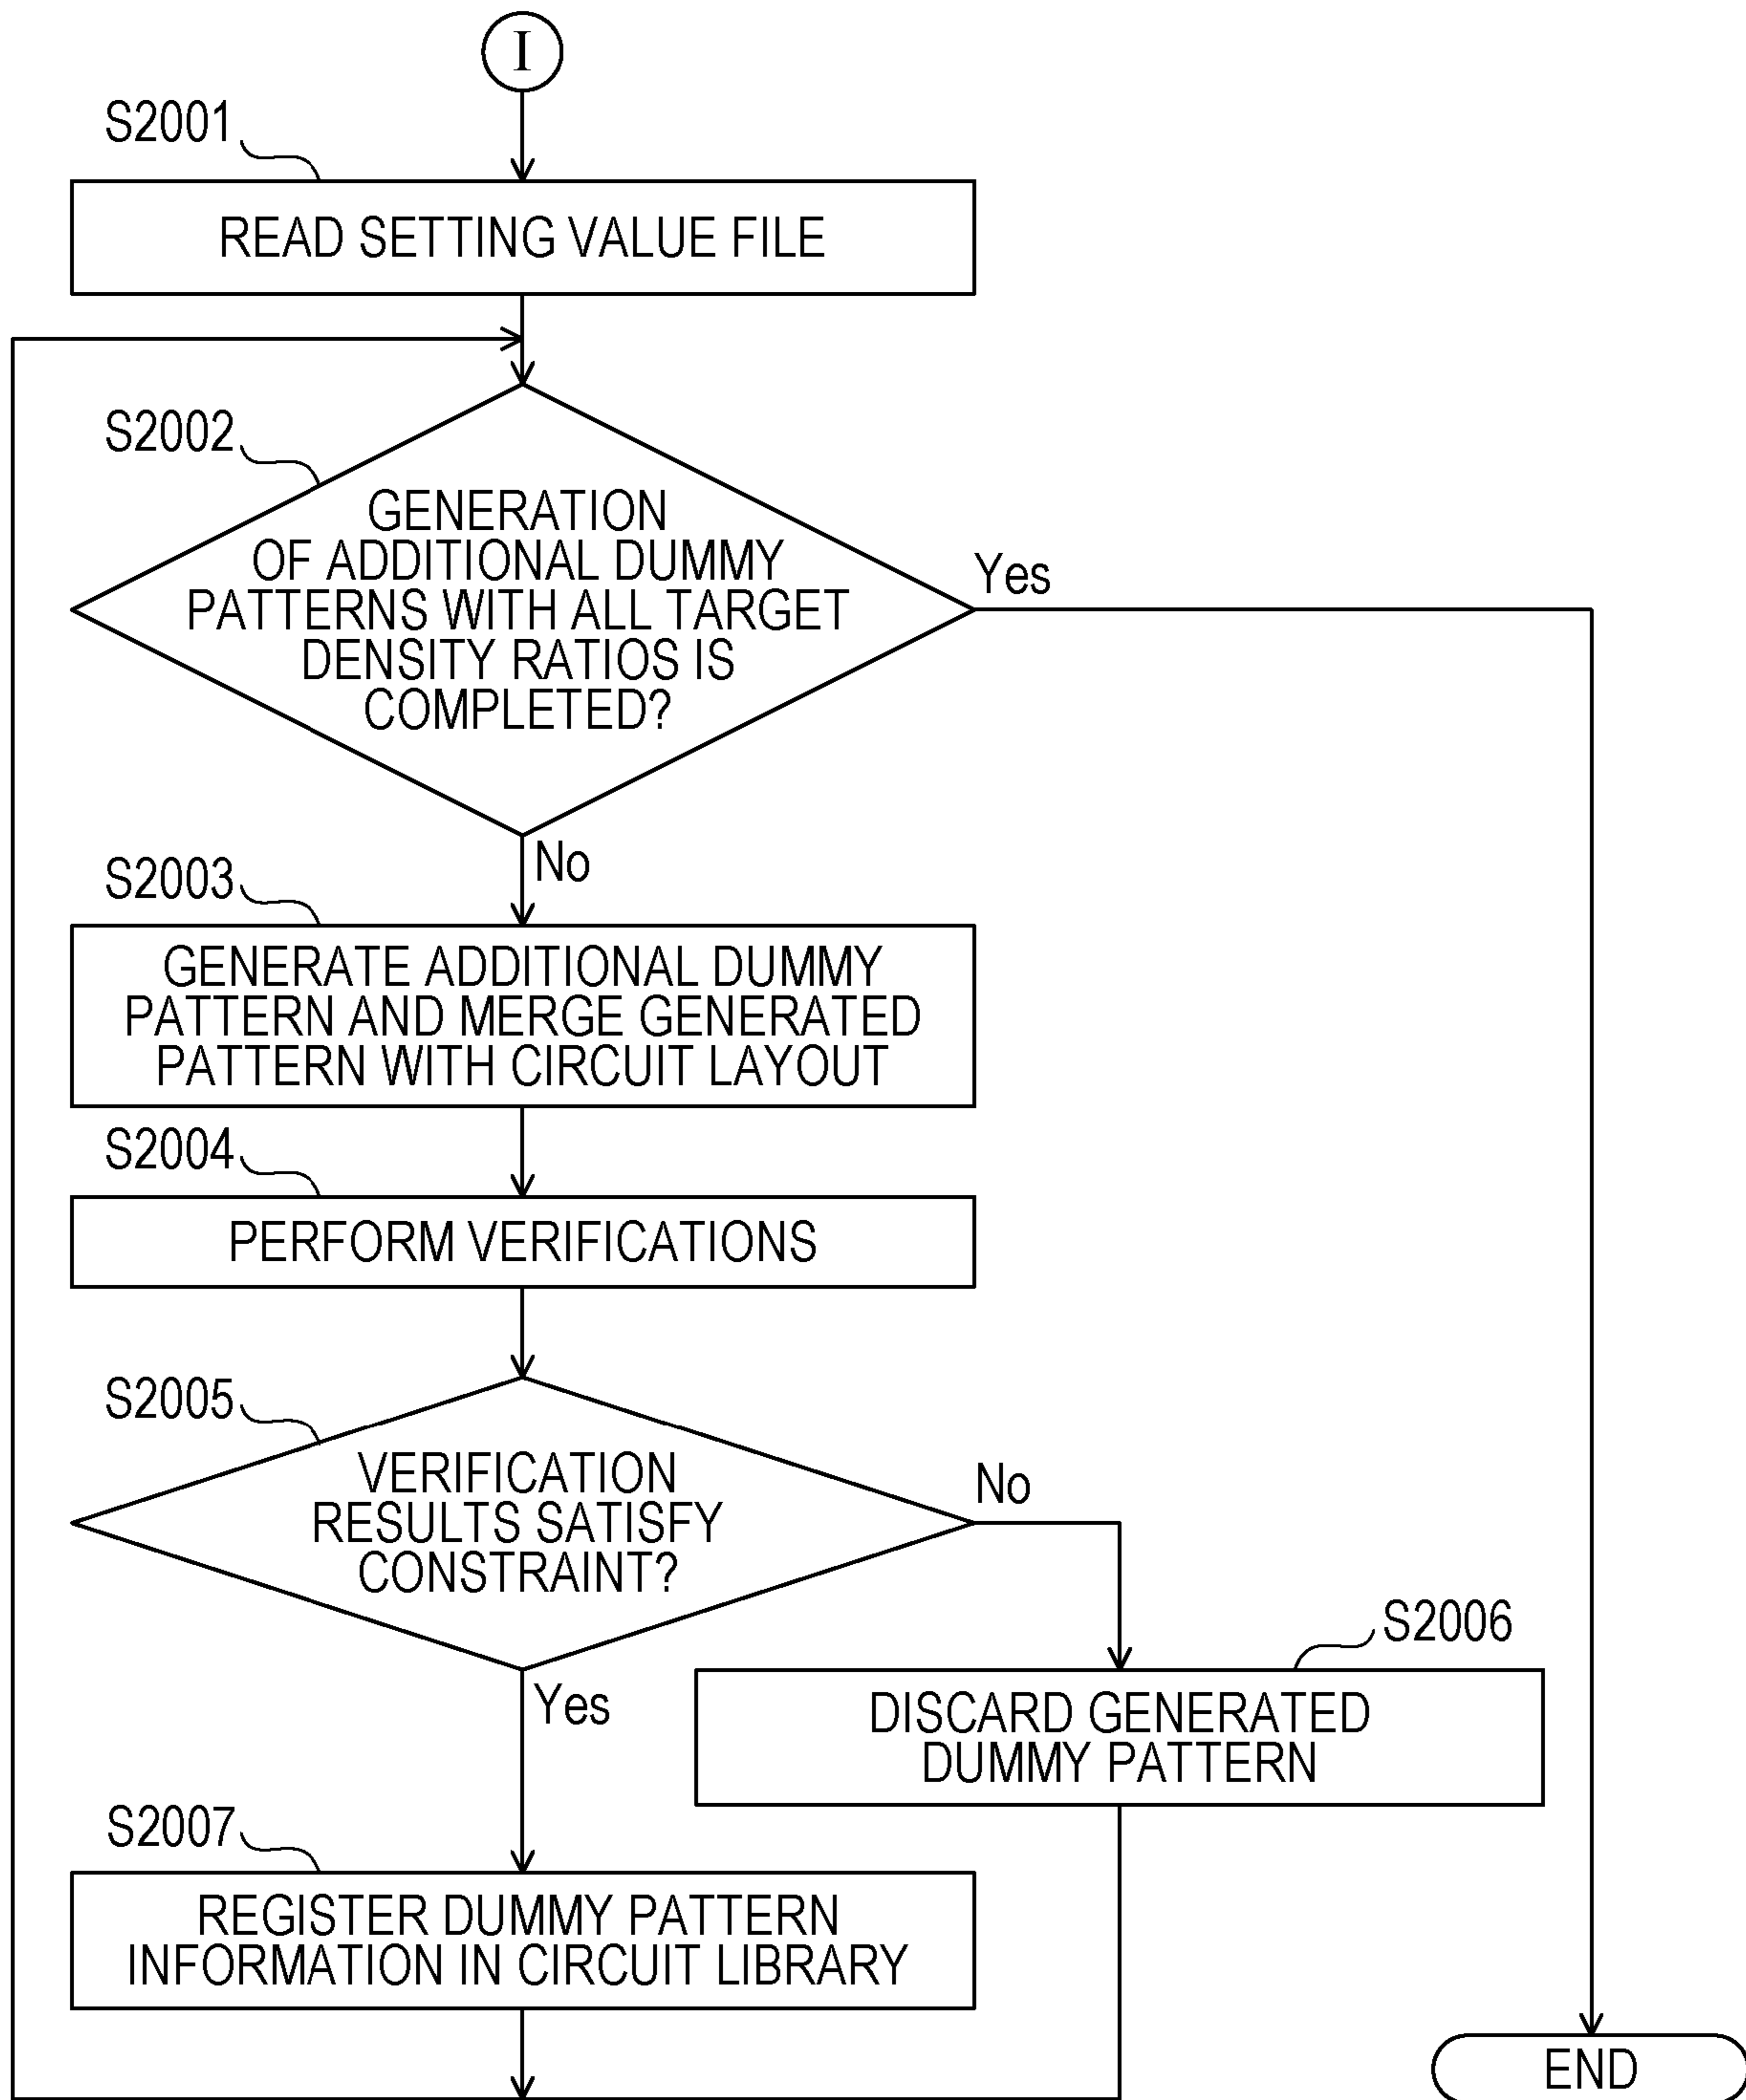 I
S2001
READ SETTING VALUE FILE
S2002
GENERATION
OF ADDITIONAL DUMMY
PATTERNS WITH ALL TARGET
DENSITY RATIOS IS
COMPLETED?
Yes
No
S2003
GENERATE ADDITIONAL DUMMY
PATTERN AND MERGE GENERATED
PATTERN WITH CIRCUIT LAYOUT
S2004
PERFORM VERIFICATIONS
S2005
VERIFICATION
RESULTS SATISFY
CONSTRAINT?
No
S2006
DISCARD GENERATED
DUMMY PATTERN
Yes
S2007
REGISTER DUMMY PATTERN
INFORMATION IN CIRCUIT LIBRARY
END